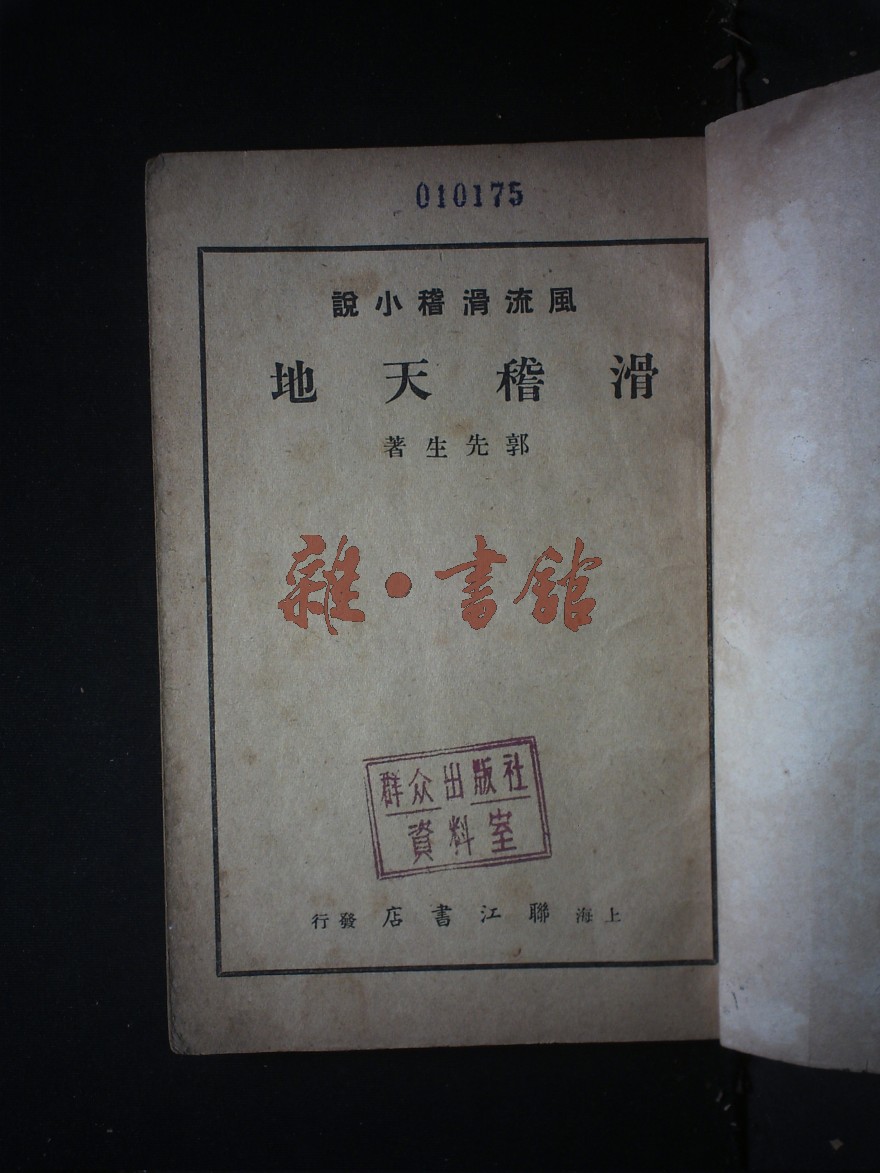 010175
風流滑稽小說
滑稽天地
郭先生著
雜·書館
群众出版社
資料室
上海聯江書店發行